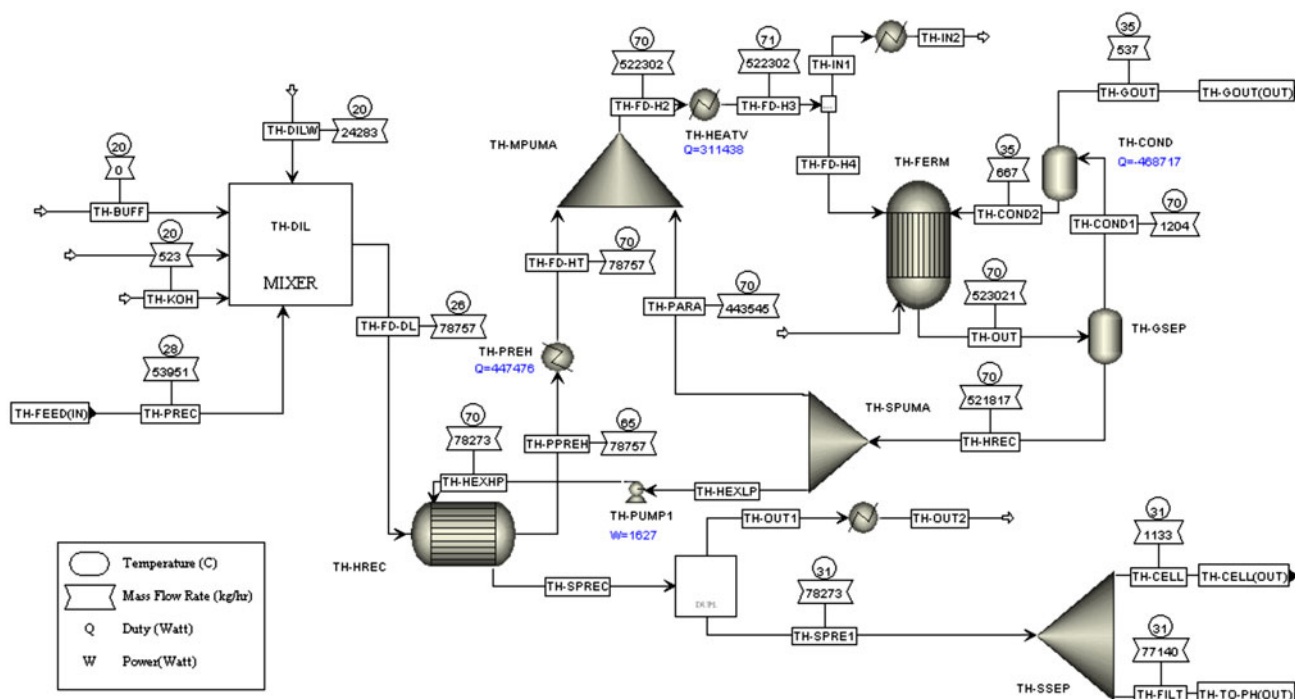 20
TH-DILW
24283
20
0
TH-BUFF
20
523
TH-KOH
TH-DIL
MIXER
28
53951
TH-FEED(IN)
TH-PREC
26
TH-FD-DL
78757
TH-MPUMA
70
522302
TH-FD-H2
TH-HEATV
Q=311438
71
522302
TH-FD-H3
TH-IN1
TH-IN2
...
TH-FD-H4
TH-FERM
35
537
TH-GOUT
TH-GOUT(OUT)
TH-COND
Q=-468717
35
667
TH-COND2
70
TH-COND1
1204
70
TH-FD-HT
78757
70
TH-PARA
443545
70
523021
TH-OUT
TH-GSEP
TH-PREH
Q=447476
TH-SPUMA
70
521817
TH-HREC
65
TH-PPREH
78757
70
78273
TH-HEXHP
TH-HEXLP
TH-PUMP1
W=1627
TH-HREC
TH-SPREC
TH-OUT1
TH-OUT2
DUPL
31
78273
TH-SPRE1
TH-SSEP
31
1133
TH-CELL
TH-CELL(OUT)
31
77140
TH-FILT
TH-TO-PH(OUT)
Temperature (C)
Mass Flow Rate (kg/hr)
Q Duty (Watt)
W Power(Watt)